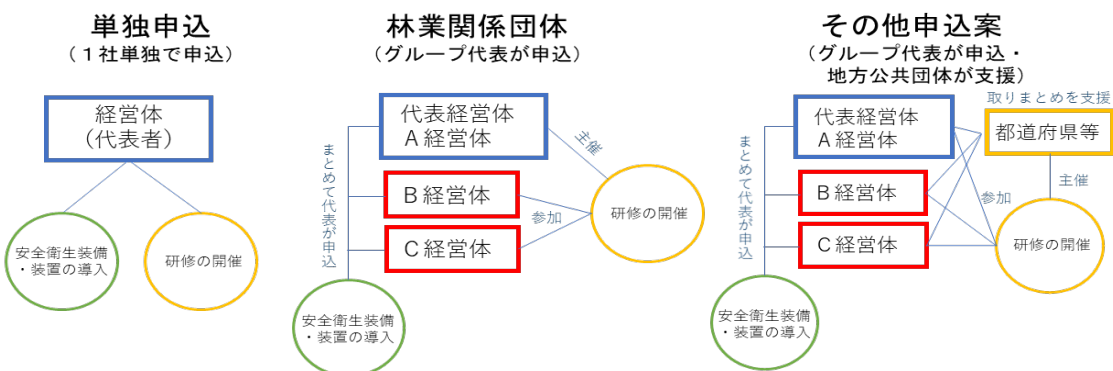 単独申込
（１社単独で申込）
経営体
（代表者）
安全衛生装備
・装置の導入
研修の開催
林業関係団体
（グループ代表が申込）
代表経営体
Ａ経営体
Ｂ経営体
Ｃ経営体
まとめて代表が申込
主催
参加
研修の開催
安全衛生装備
・装置の導入
その他申込案
（グループ代表が申込・
地方公共団体が支援）
取りまとめを支援
代表経営体
Ａ経営体
都道府県等
Ｂ経営体
Ｃ経営体
まとめて代表が申込
主催
参加
研修の開催
安全衛生装備
・装置の導入